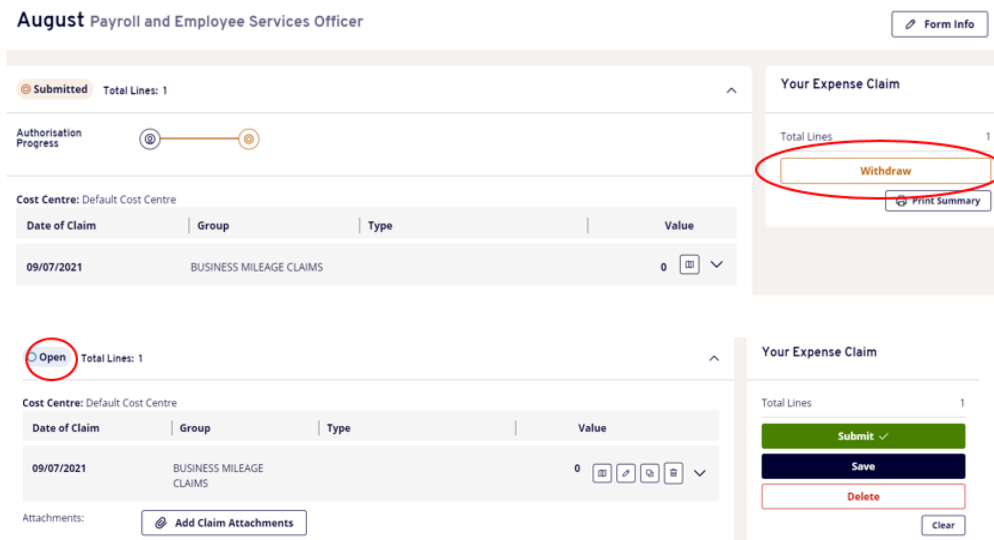 August Payroll and Employee Services Officer
Form Info
Submitted Total Lines: 1
Your Expense Claim
Authorisation
Progress
Total Lines 1
Withdraw
Print Summary
Cost Centre: Default Cost Centre
Date of Claim Group Type Value
09/07/2021 BUSINESS MILEAGE CLAIMS 0
Open Total Lines: 1
Your Expense Claim
Cost Centre: Default Cost Centre
Total Lines 1
Date of Claim Group Type Value
Submit
09/07/2021 BUSINESS MILEAGE 0
CLAIMS
Save
Delete
Attachments: Add Claim Attachments
Clear